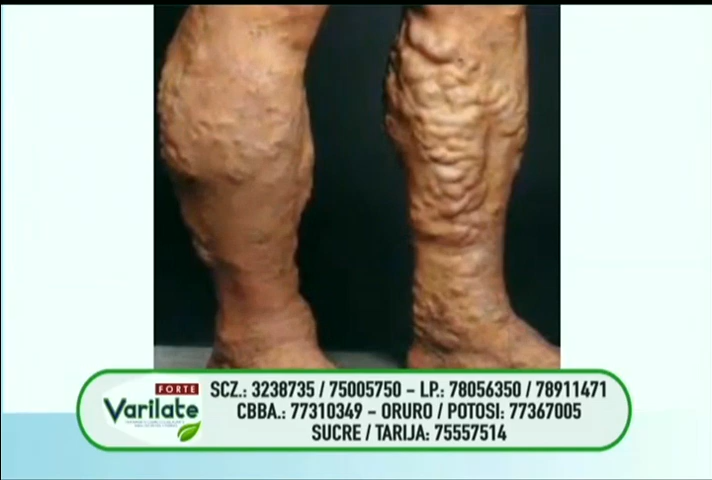 FORTE
Varilate
SCZ.: 3238735 / 75005750 – LP.: 78056350 / 78911471
CBBA.: 77310349 – ORURO / POTOSI: 77367005
SUCRE / TARIJA: 75557514